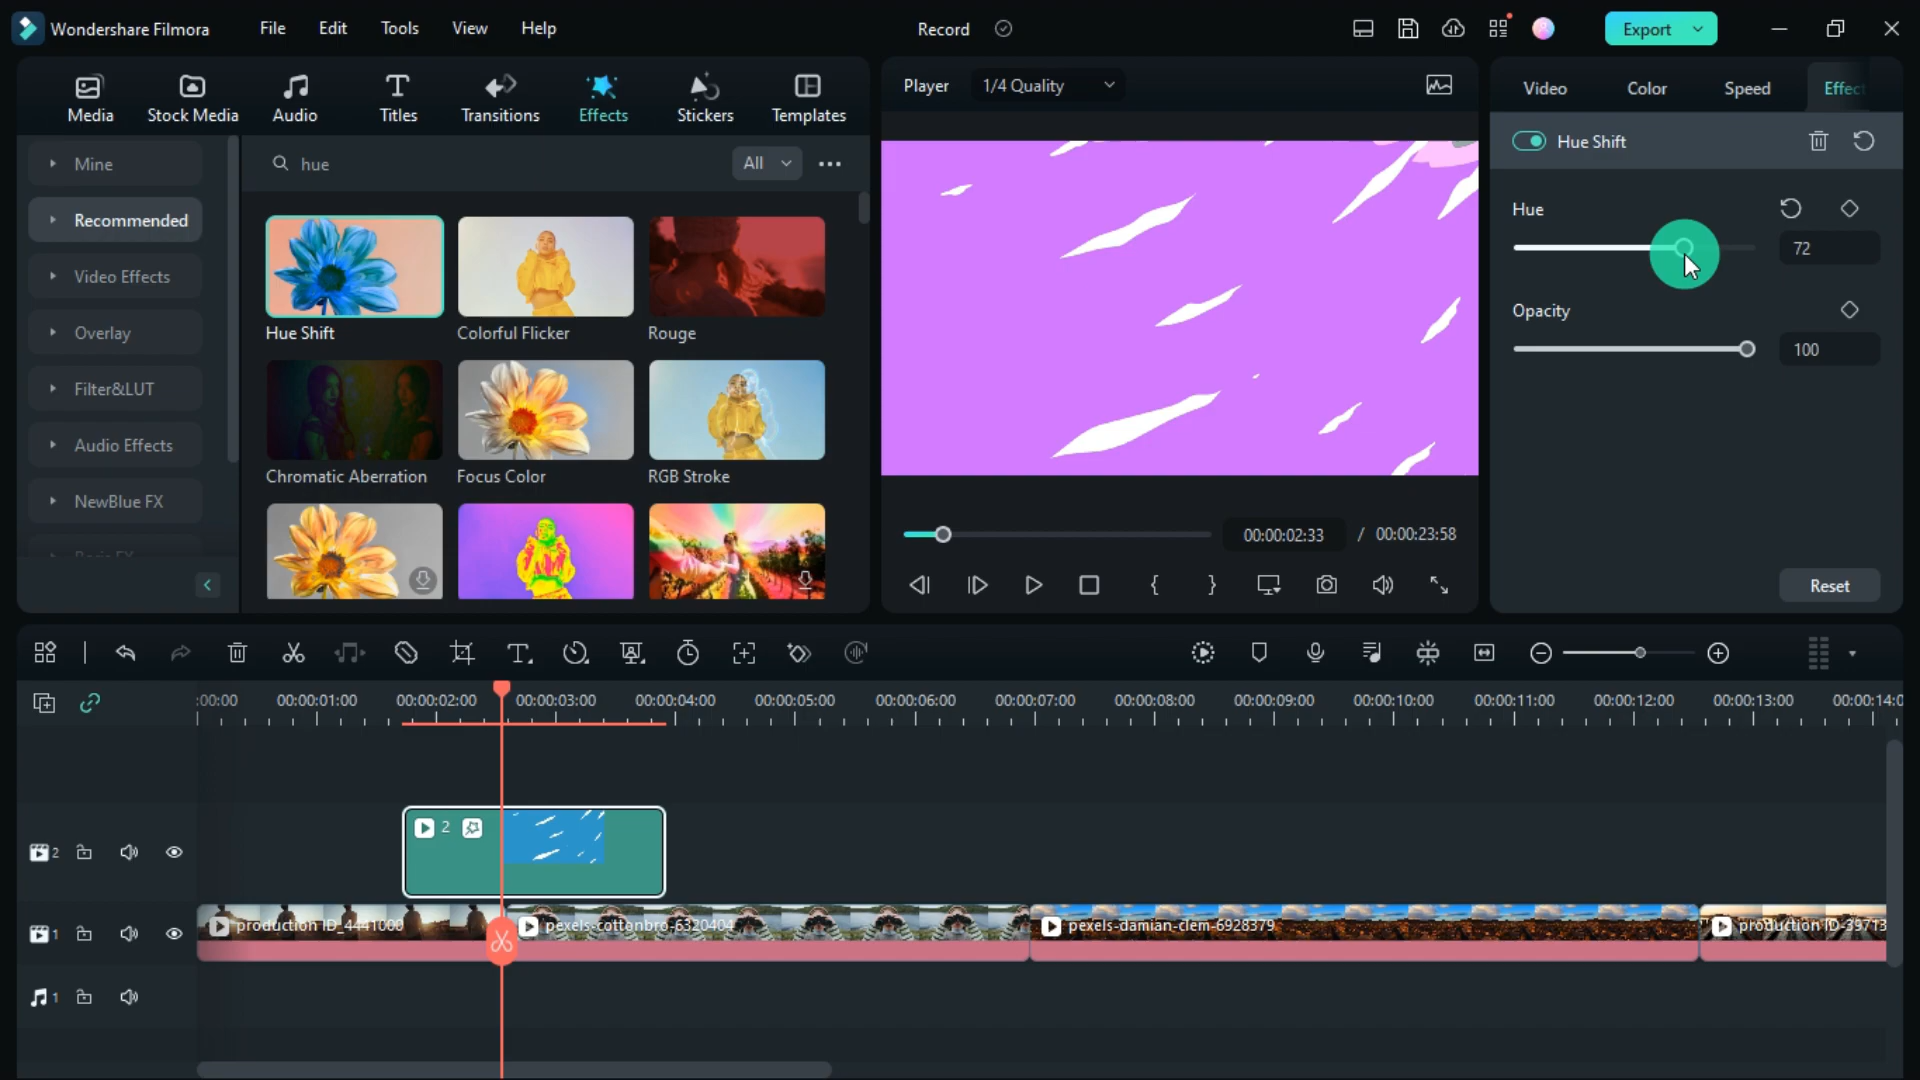 Wondershare Filmora
File
Edit
Tools
View
Help
Record
Export
Media
Stock Media
Audio
Titles
Transitions
Effects
Stickers
Templates
Player
1/4 Quality
Video
Color
Speed
Effect
Mine
Recommended
Video Effects
Overlay
Filter&LUT
Audio Effects
NewBlue FX
hue
All
Hue Shift
Colorful Flicker
Rouge
Chromatic Aberration
Focus Color
RGB Stroke
00:00:02:33 / 00:00:23:58
Hue Shift
Hue
72
Opacity
100
Reset
:00:00
00:00:01:00
00:00:02:00
00:00:03:00
00:00:04:00
00:00:05:00
00:00:06:00
00:00:07:00
00:00:08:00
00:00:09:00
00:00:10:00
00:00:11:00
00:00:12:00
00:00:13:00
00:00:14:0
2
2
1
production ID_4441000
pexels-cottonbro-6320404
pexels-damian-clem-6928379
production ID-39713
1